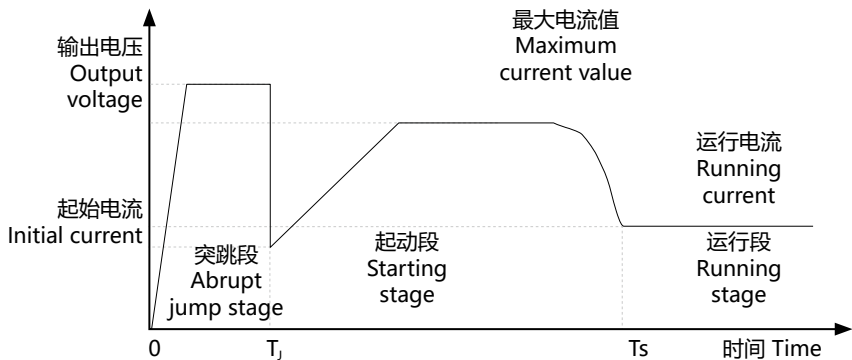 输出电压
Output
voltage
最大电流值
Maximum
current value
起始电流
Initial current
运行电流
Running
current
突跳段
Abrupt
jump stage
起动段
Starting
stage
运行段
Running
stage
0
TJ
Ts
时间 Time